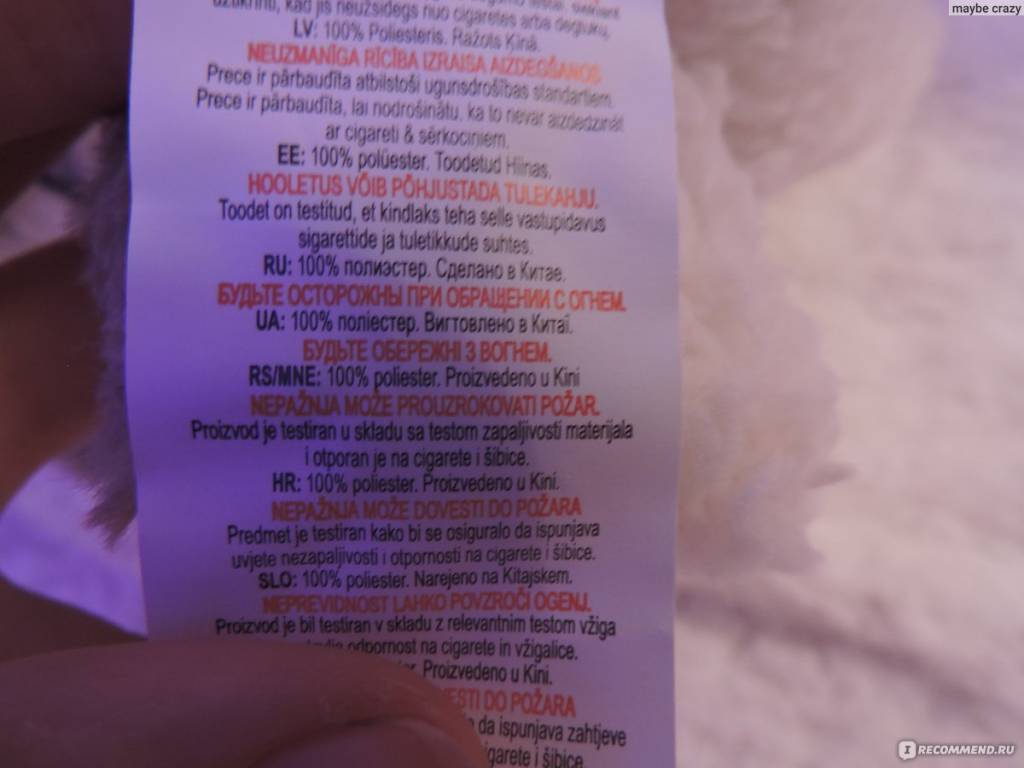 maybe crazy
kad jis neužsidegs nuo cigaretės arba degtukų.
LV: 100% Poliesteris. Ražots Ķīnā.
NEUZMANĪGA RĪCĪBA IZRAISA AIZDEGŠANOS
Prece ir pārbaudīta atbilstoši ugunsdrošības standartiem.
Prece ir pārbaudīta, lai nodrošinātu, ka to nevar aizdedzināt
ar cigareti & sērkociņiem.
EE: 100% polüester. Toodetud Hiinas.
HOOLETUS VÕIB PÕHJUSTADA TULEKAHJU.
Toodet on testitud, et kindlaks teha selle vastupidavus
sigarettide ja tuletikkude suhtes.
RU: 100% полиэстер. Сделано в Китае.
БУДЬТЕ ОСТОРОЖНЫ ПРИ ОБРАЩЕНИИ С ОГНЕМ.
UA: 100% поліестер. Виготовлено в Китаї.
БУДЬТЕ ОБЕРЕЖНІ З ВОГНЕМ.
RS/MNE: 100% poliester. Proizvedeno u Kini
NEPAŽNJA MOŽE PROUZROKOVATI POŽAR.
Proizvod je testiran u skladu sa testom zapaljivosti materijala
i otporan je na cigarete i šibice.
HR: 100% poliester. Proizvedeno u Kini.
NEPAŽNJA MOŽE DOVESTI DO POŽARA
Predmet je testiran kako bi se osiguralo da ispunjava
uvjete nezapaljivosti i otpornosti na cigarete i šibice.
SLO: 100% poliester. Narejeno na Kitajskem.
NEPREVIDNOST LAHKO POVZROČI OGENJ.
Proizvod je bil testiran v skladu z relevantnim testom vžiga
odpornost na cigarete in vžigalice.
Proizvedeno u Kini.
DO POŽARA
da ispunjava zahtjeve
cigarete i šibice
IRECOMMEND.RU